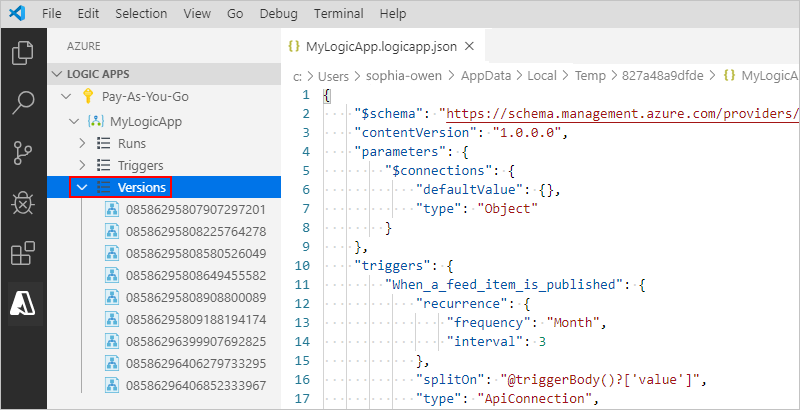 File Edit Selection View Go Debug Terminal Help
AZURE
LOGIC APPS
Pay-As-You-Go
MyLogicApp
Runs
Triggers
Versions
08586295807907297201
08586295808225764278
08586295808580526049
08586295808649455582
08586295808908800089
08586295809188194174
08586296399907692825
08586296406279733295
08586296406852333967
MyLogicApp.logicapp.json
c: > Users > sophia-owen > AppData > Local > Temp > 827a48a9dfde > {} MyLogicA
1 {
2 "$schema": "https://schema.management.azure.com/providers/
3 "contentVersion": "1.0.0.0",
4 "parameters": {
5 "$connections": {
6 "defaultValue": {},
7 "type": "Object"
8 }
9 },
10 "triggers": {
11 "When_a_feed_item_is_published": {
12 "recurrence": {
13 "frequency": "Month",
14 "interval": 3
15 },
16 "splitOn": "@triggerBody()?['value']",
17 "type": "ApiConnection",